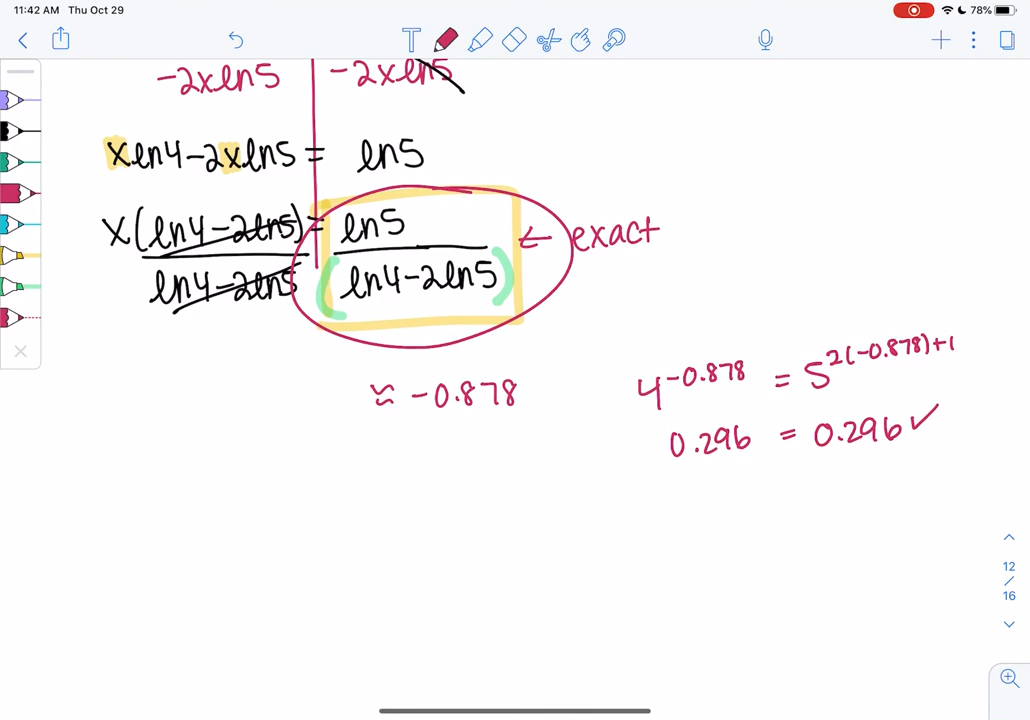 11:42 AM Thu Oct 29
78%
-2xln5 -2xln5
xln4-2xln5 = ln5
x(ln4-2ln5) = ln5
ln4-2ln5 (ln4-2ln5)
← exact
≈ -0.878
4^-0.878 = 5^2(-0.878)+1
0.296 = 0.296 ✓
12
/
16